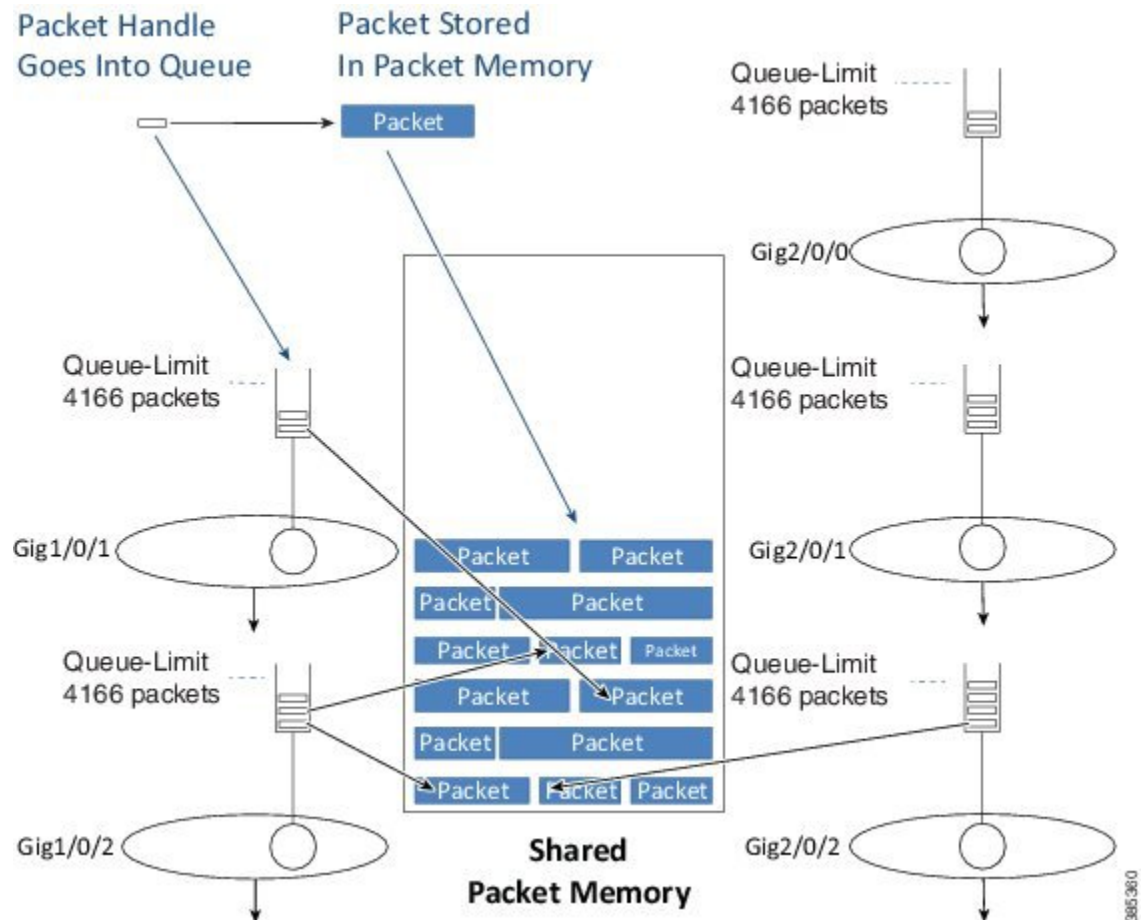 Packet Handle
Goes Into Queue
Packet Stored
In Packet Memory
Packet
Queue-Limit
4166 packets
Gig2/0/0
Queue-Limit
4166 packets
Gig1/0/1
Queue-Limit
4166 packets
Gig2/0/1
Packet Packet
Packet Packet
Packet Packet Packet
Packet Packet
Packet Packet
Packet Packet Packet
Queue-Limit
4166 packets
Gig1/0/2
Queue-Limit
4166 packets
Gig2/0/2
Shared
Packet Memory
385360